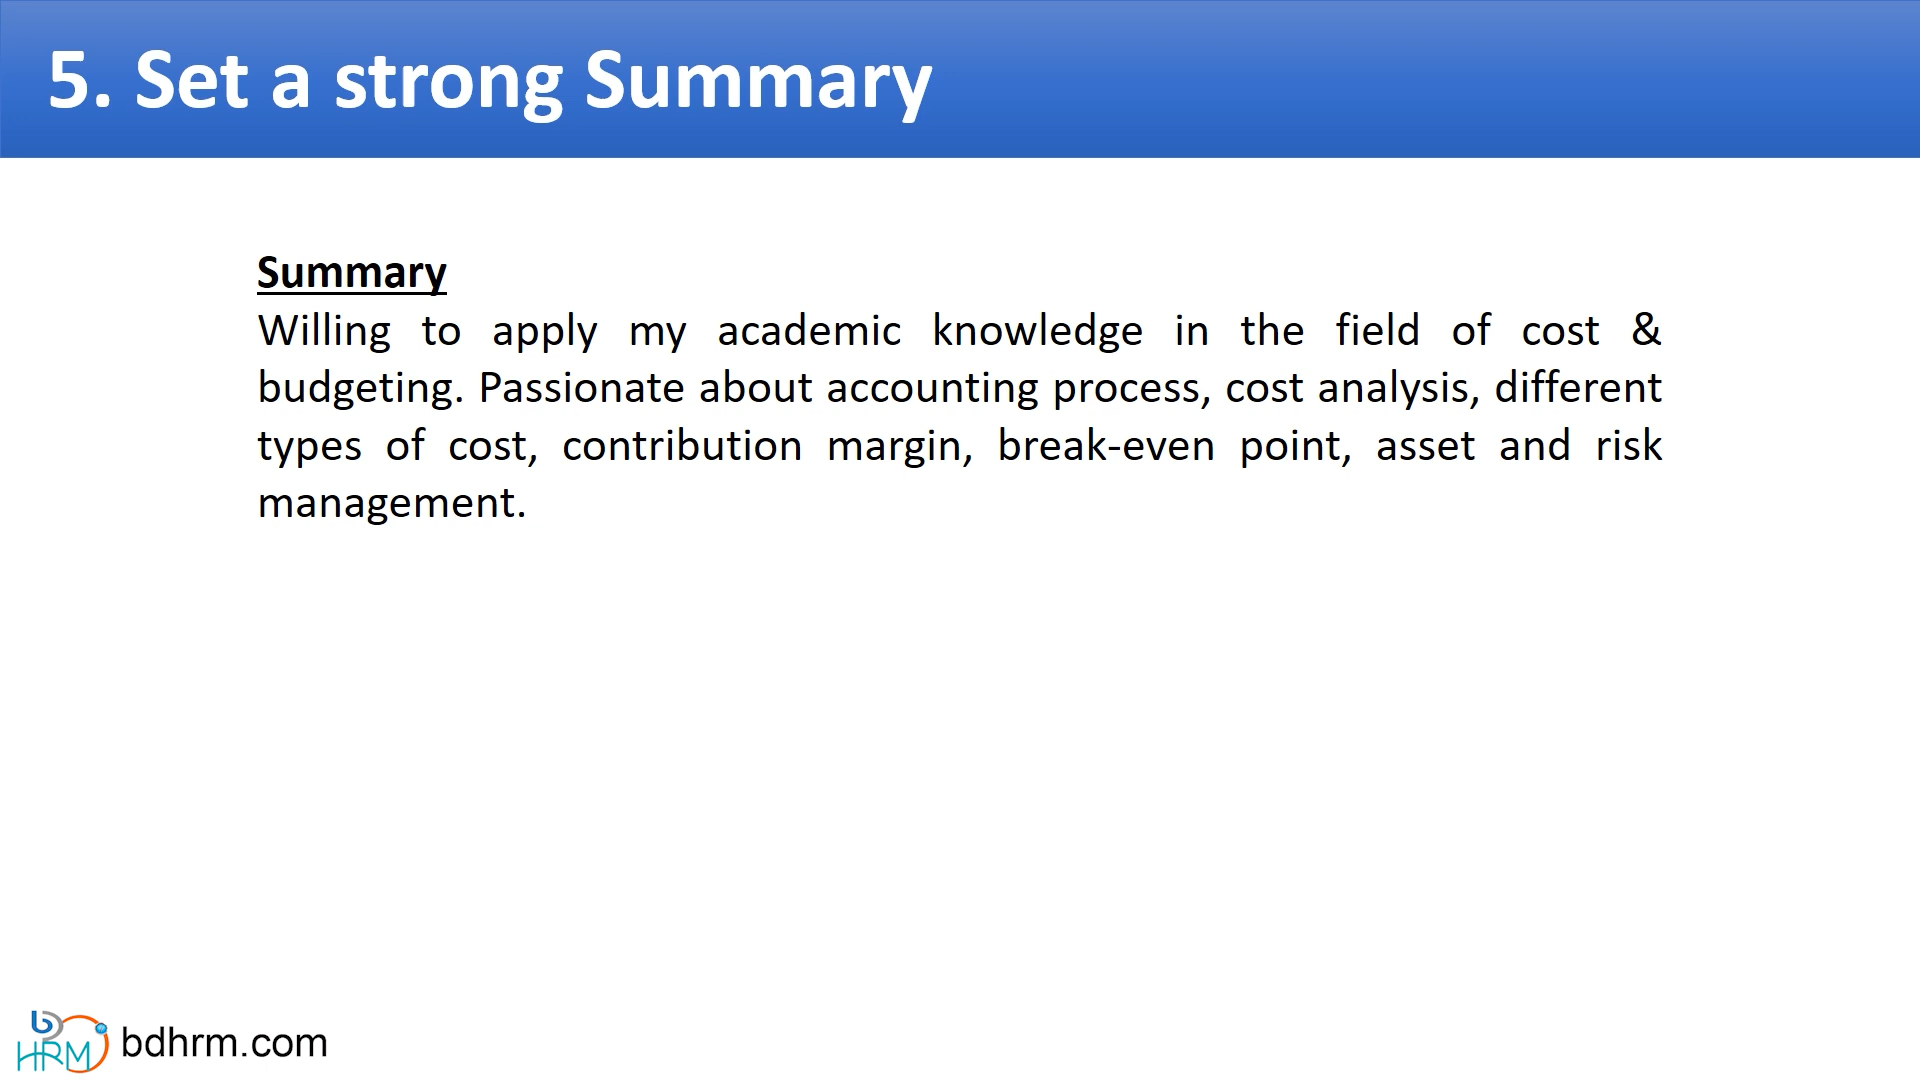 5. Set a strong Summary
Summary
Willing to apply my academic knowledge in the field of cost &
budgeting. Passionate about accounting process, cost analysis, different
types of cost, contribution margin, break-even point, asset and risk
management.
b
HRM
bdhrm.com